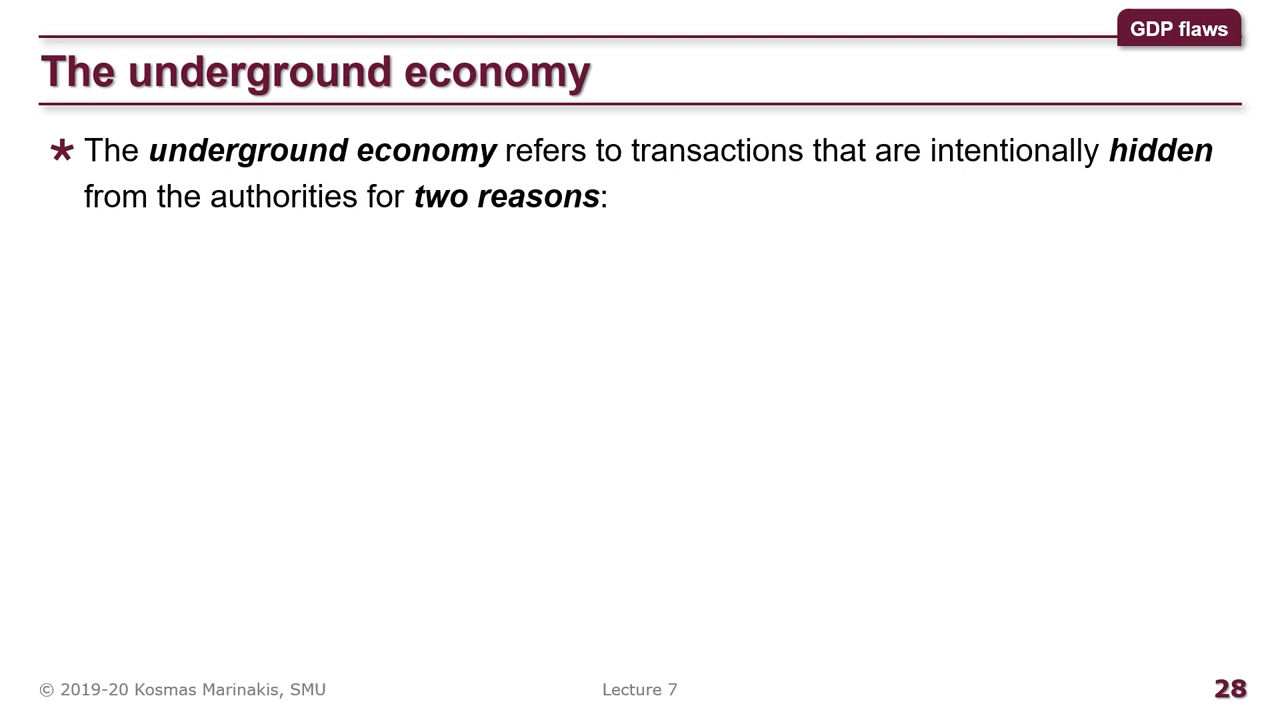 GDP flaws
The underground economy
* The underground economy refers to transactions that are intentionally hidden
from the authorities for two reasons:
© 2019-20 Kosmas Marinakis, SMU
Lecture 7
28